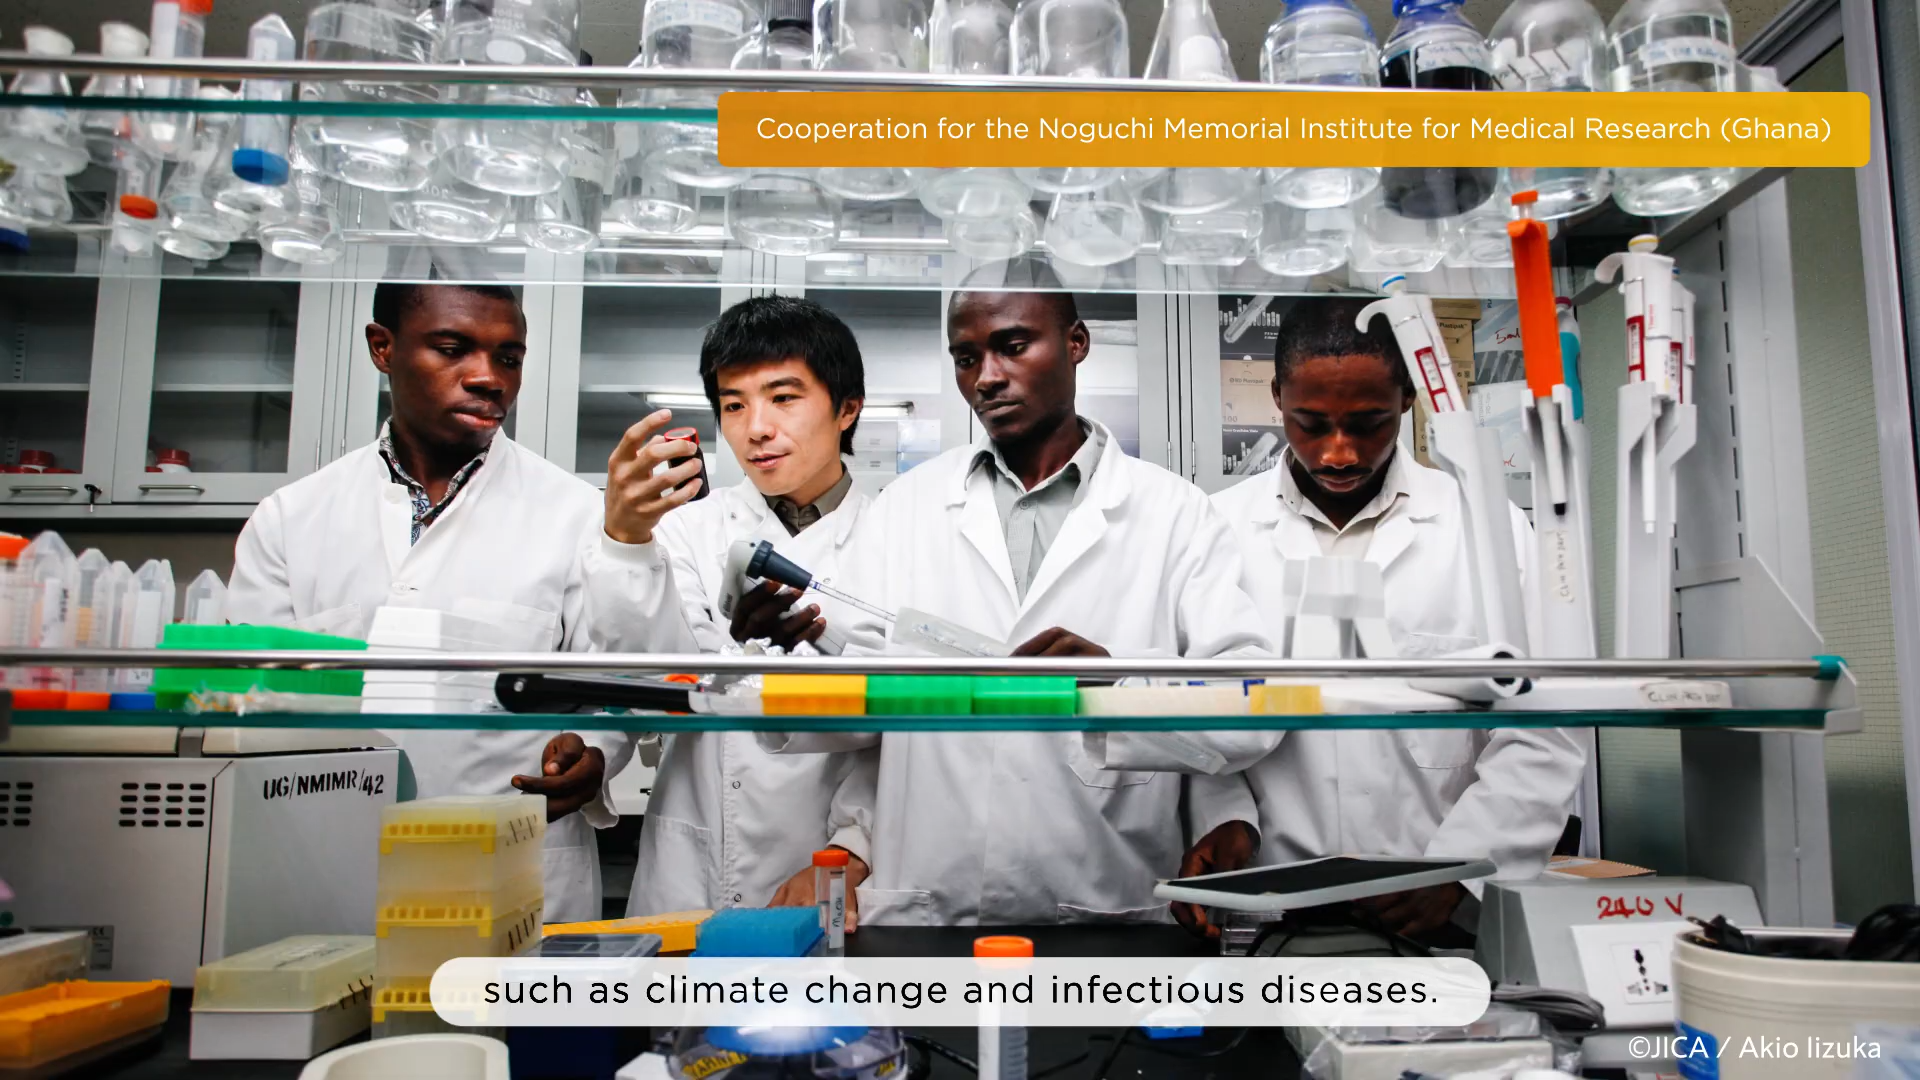 Cooperation for the Noguchi Memorial Institute for Medical Research (Ghana)
UG/NMIMR/42
240 V
such as climate change and infectious diseases.
©JICA / Akio Iizuka